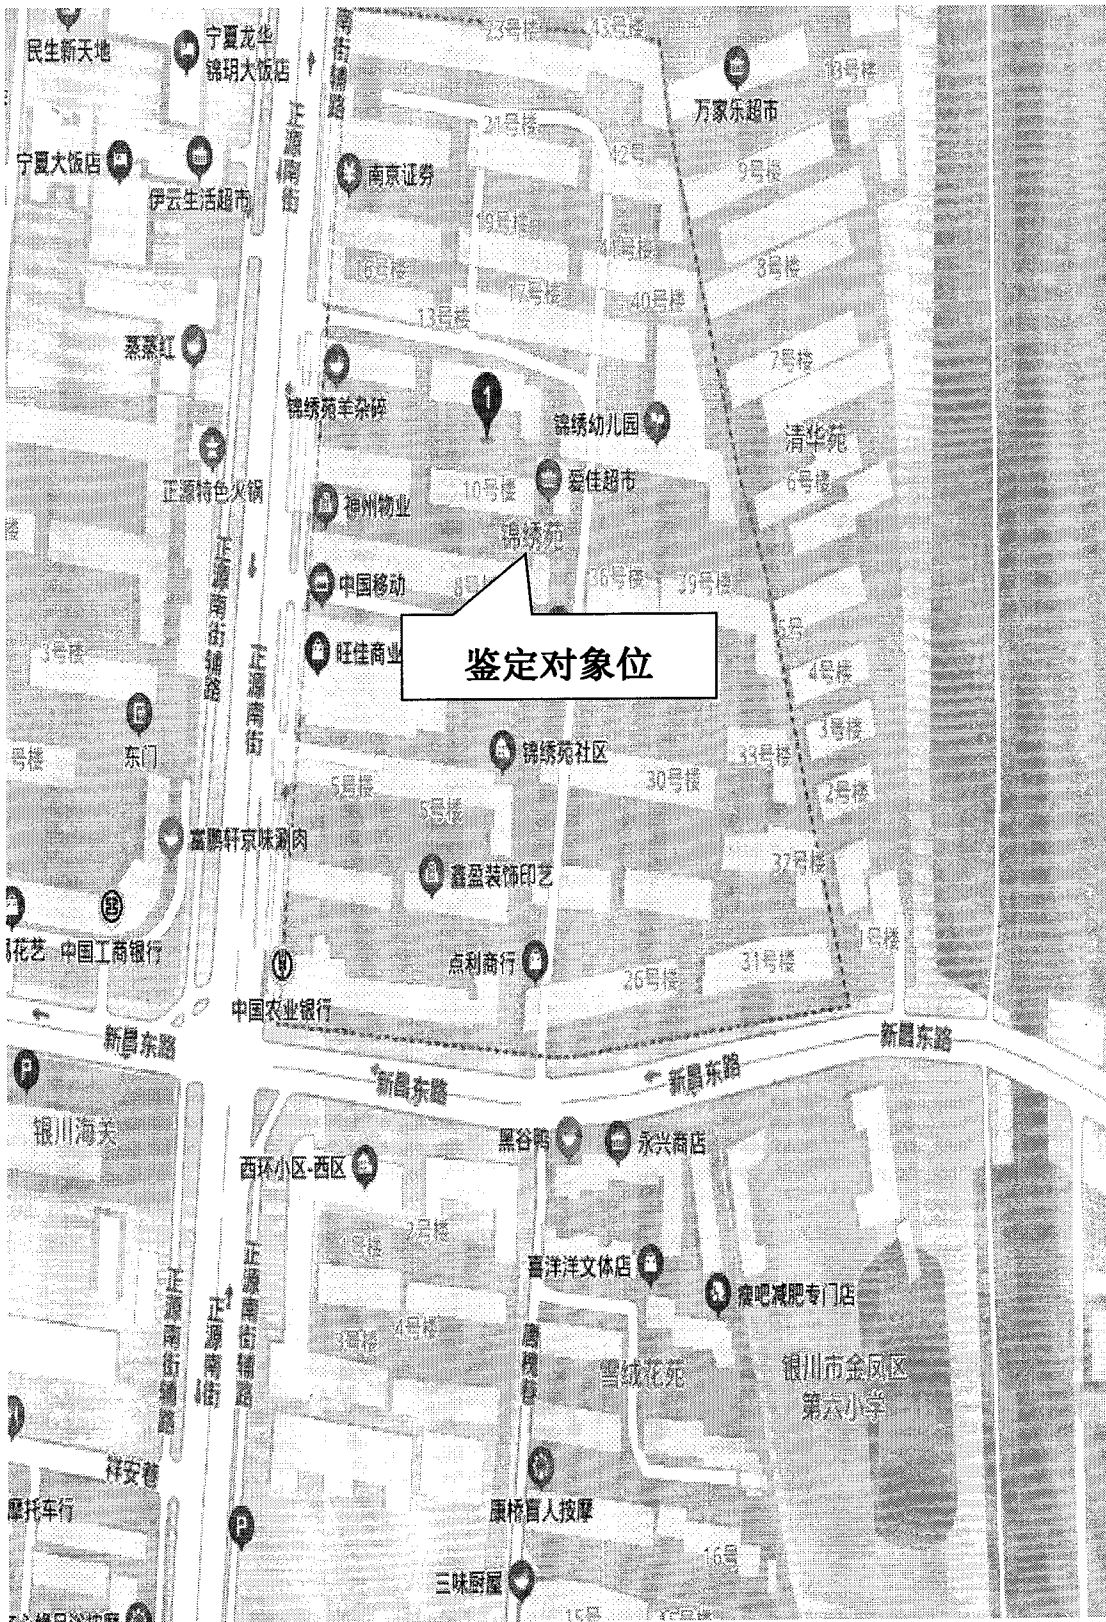 民生新天地
宁夏龙华
锦玥大饭店
南街辅路
23号楼
43号楼
万家乐超市
13号楼
正源南街
宁夏大饭店
伊云生活超市
南京证券
21号楼
42号
9号楼
19号楼
41号楼
8号楼
16号楼
17号楼
40号楼
13号楼
蒸蒸红
7号楼
锦绣苑羊杂碎
1
锦绣幼儿园
清华苑
正源特色火锅
神州物业
10号楼
爱佳超市
6号楼
锦绣苑
楼
正源南街辅路
中国移动
36号楼
39号楼
5号
3号楼
正源南街
旺佳商业
鉴定对象位
4号楼
东门
锦绣苑社区
33号楼
3号楼
号楼
5号楼
5号楼
30号楼
2号楼
富鹏轩京味涮肉
鑫盈装饰印艺
37号楼
花艺
中国工商银行
点利商行
31号楼
1号楼
26号楼
中国农业银行
新昌东路
新昌东路
新昌东路
新昌东路
P
银川海关
黑谷鸭
永兴商店
西环小区-西区
1号楼
2号楼
喜洋洋文体店
瘦吧减肥专门店
正源南街辅路
正源南街
正源南街辅路
3号楼
4号楼
康槐巷
雪绒花苑
银川市金凤区
第六小学
祥安巷
摩托车行
P
康桥盲人按摩
16号
三味厨屋
15号